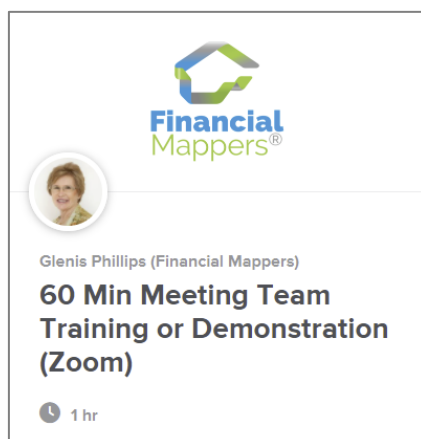 Financial
Mappers®
Glenis Phillips (Financial Mappers)
60 Min Meeting Team
Training or Demonstration
(Zoom)
1 hr